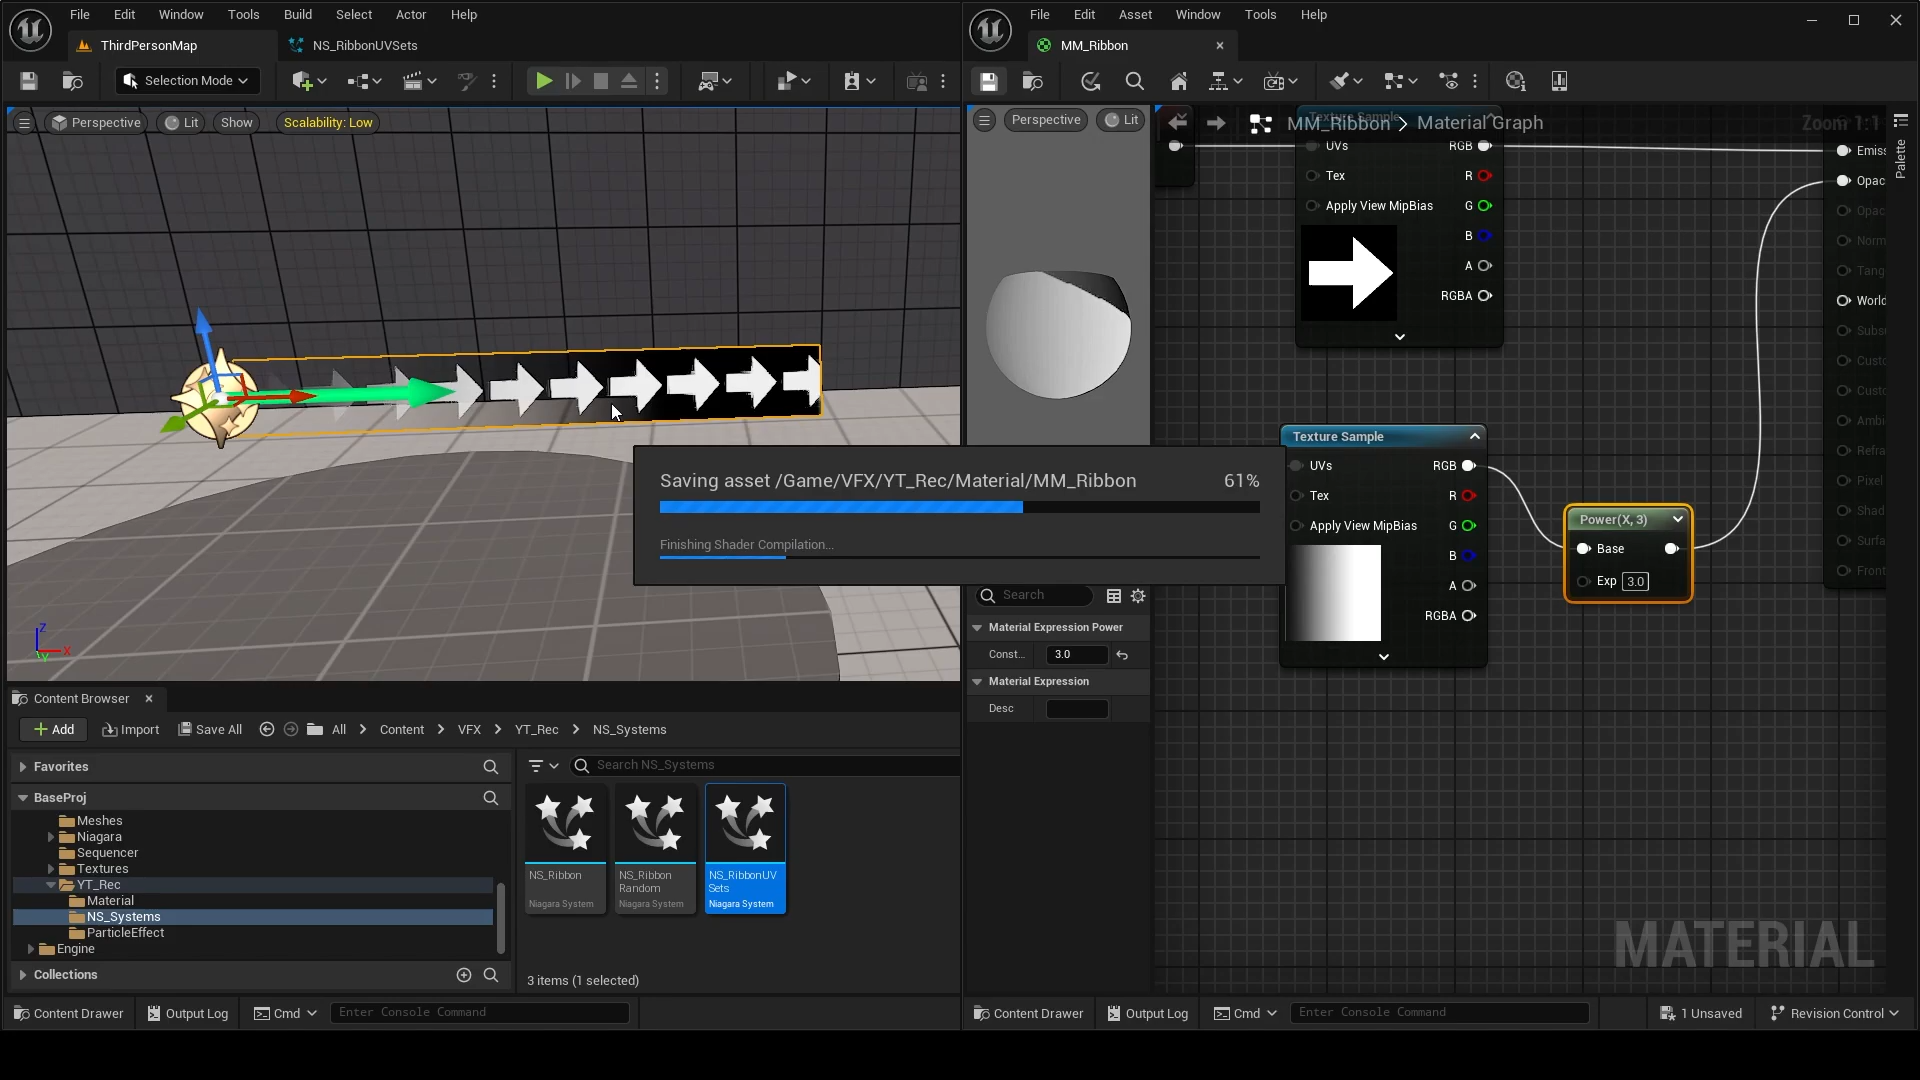 File Edit Window Tools Build Select Actor Help
ThirdPersonMap
NS_RibbonUVSets
Selection Mode
Perspective
Lit
Show
Scalability: Low
Z
X
Y
Content Browser
Add
Import
Save All
All
Content
VFX
YT_Rec
NS_Systems
Favorites
BaseProj
Meshes
Niagara
Sequencer
Textures
YT_Rec
Material
NS_Systems
ParticleEffect
Engine
Collections
Search NS_Systems
NS_Ribbon
Niagara System
NS_Ribbon
Random
Niagara System
NS_RibbonUV
Sets
Niagara System
3 items (1 selected)
Content Drawer
Output Log
Cmd
Enter Console Command
Saving asset /Game/VFX/YT_Rec/Material/MM_Ribbon
61%
Finishing Shader Compilation...
File Edit Asset Window Tools Help
MM_Ribbon
Perspective
Lit
MM_Ribbon > Material Graph
Zoom 1:1
Palette
Texture Sample
UVs
RGB
Tex
R
Apply View MipBias
G
B
A
RGBA
Texture Sample
UVs
RGB
Tex
R
Apply View MipBias
G
B
A
RGBA
Power(X, 3)
Base
Exp 3.0
Emiss
Opac
Opac
Norm
Tang
World
Subs
Custo
Custo
Ambi
Refra
Pixel
Shad
Surfa
Front
Search
Material Expression Power
Const...
3.0
Material Expression
Desc
MATERIAL
Content Drawer
Output Log
Cmd
Enter Console Command
1 Unsaved
Revision Control